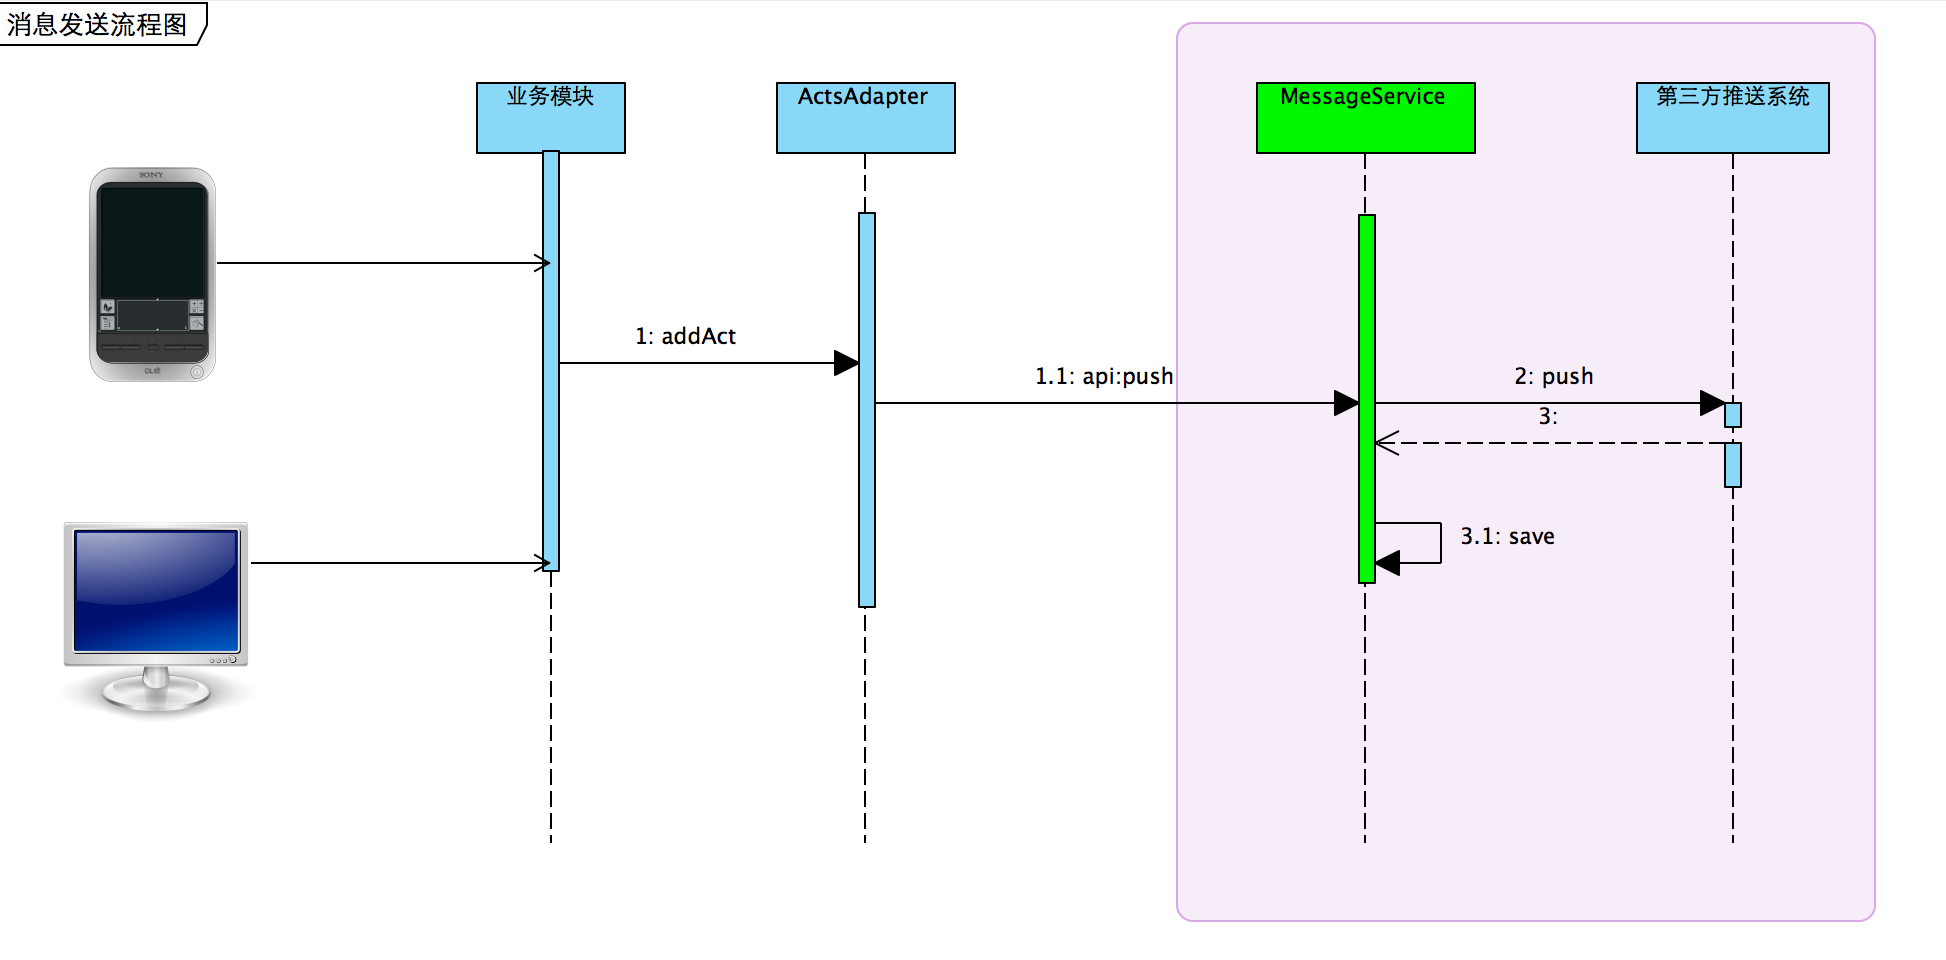 消息发送流程图
业务模块
ActsAdapter
MessageService
第三方推送系统
SONY
1: addAct
1.1: api:push
2: push
3:
CLIÉ
3.1: save